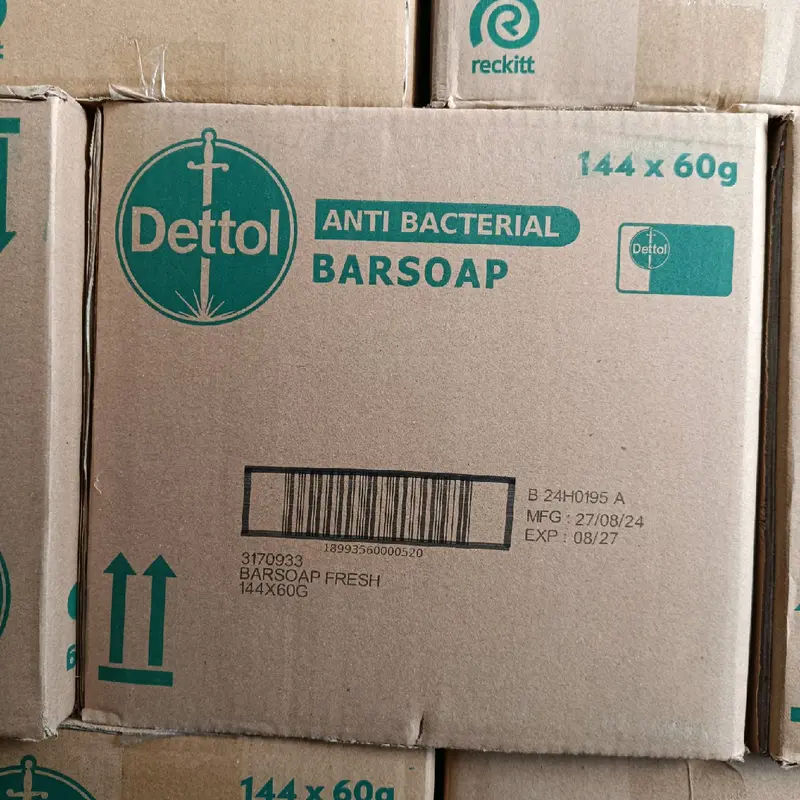 reckitt
144 x 60g
Dettol
ANTI BACTERIAL
BARSOAP
Dettol
B 24H0195 A
MFG : 27/08/24
EXP : 08/27
18993560000520
3170933
BARSOAP FRESH
144X60G
144 x 60g